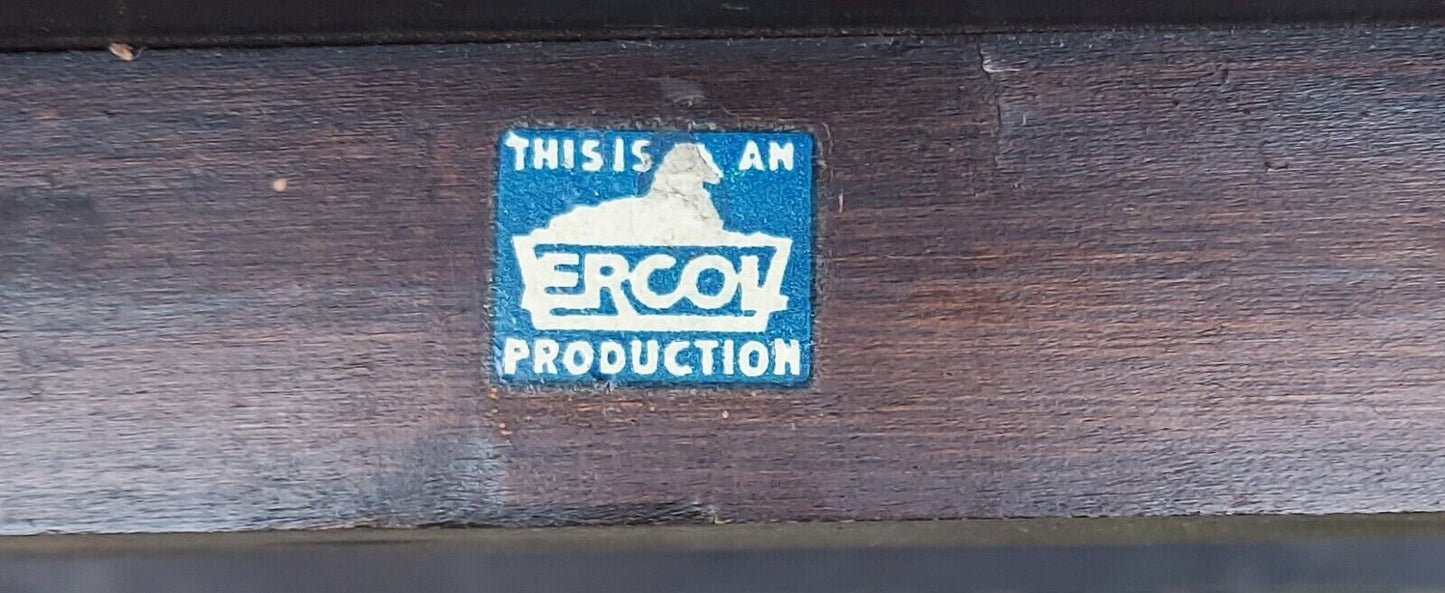 THIS IS AN
ERCOL
PRODUCTION